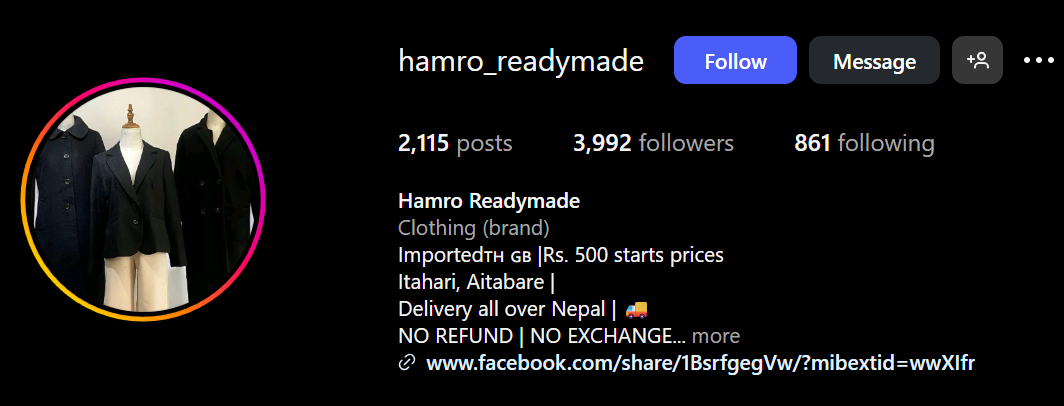 hamro_readymade Follow Message
2,115 posts 3,992 followers 861 following
Hamro Readymade
Clothing (brand)
Importedᴛʜ ɢʙ |Rs. 500 starts prices
Itahari, Aitabare |
Delivery all over Nepal | 🚚
NO REFUND | NO EXCHANGE... more
www.facebook.com/share/1BsrfgegVw/?mibextid=wwXIfr